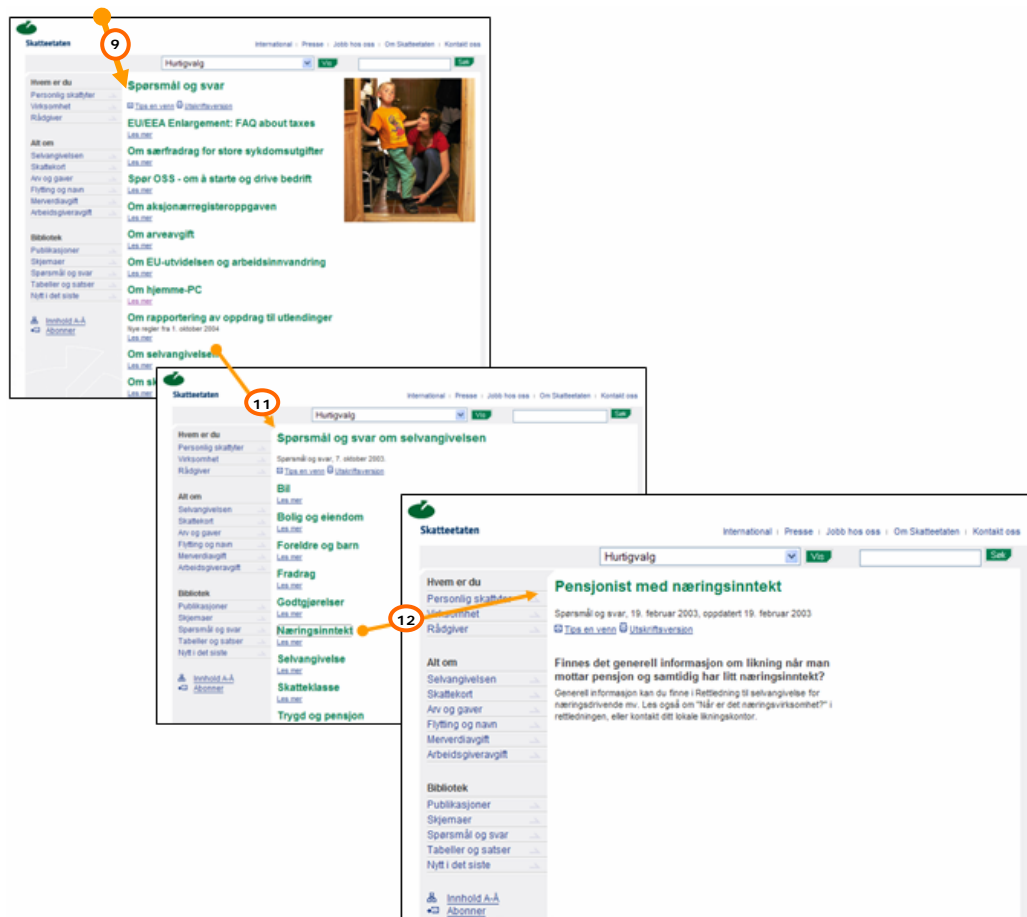 9
Skatteetaten
International | Presse | Jobb hos oss | Om Skatteetaten | Kontakt oss
Hurtigvalg Vis Søk
Hvem er du
Personlig skattyter
Virksomhet
Rådgiver
Alt om
Selvangivelsen
Skattekort
Arv og gaver
Flytting og navn
Merverdiavgift
Arbeidsgiveravgift
Bibliotek
Publikasjoner
Skjemaer
Spørsmål og svar
Tabeller og satser
Nytt i det siste
Innhold A-Å
Abonner
Spørsmål og svar
Tips en venn Utskriftsversjon
EU/EEA Enlargement: FAQ about taxes
Les mer
Om særfradrag for store sykdomsutgifter
Les mer
Spør OSS - om å starte og drive bedrift
Les mer
Om aksjonærregisteroppgaven
Les mer
Om arveavgift
Les mer
Om EU-utvidelsen og arbeidsinnvandring
Les mer
Om hjemme-PC
Les mer
Om rapportering av oppdrag til utlendinger
Nye regler fra 1. oktober 2004
Les mer
Om selvangivelsen
Les mer
Om sk
Les mer
11
Skatteetaten
International | Presse | Jobb hos oss | Om Skatteetaten | Kontakt oss
Hurtigvalg Vis Søk
Hvem er du
Personlig skattyter
Virksomhet
Rådgiver
Alt om
Selvangivelsen
Skattekort
Arv og gaver
Flytting og navn
Merverdiavgift
Arbeidsgiveravgift
Bibliotek
Publikasjoner
Skjemaer
Spørsmål og svar
Tabeller og satser
Nytt i det siste
Innhold A-Å
Abonner
Spørsmål og svar om selvangivelsen
Spørsmål og svar, 7. oktober 2003.
Tips en venn Utskriftsversjon
Bil
Les mer
Bolig og eiendom
Les mer
Foreldre og barn
Les mer
Fradrag
Les mer
Godtgjørelser
Les mer
Næringsinntekt
Les mer
Selvangivelse
Les mer
Skatteklasse
Les mer
Trygd og pensjon
12
Skatteetaten
International | Presse | Jobb hos oss | Om Skatteetaten | Kontakt oss
Hurtigvalg Vis Søk
Hvem er du
Personlig skattyter
Virksomhet
Rådgiver
Alt om
Selvangivelsen
Skattekort
Arv og gaver
Flytting og navn
Merverdiavgift
Arbeidsgiveravgift
Bibliotek
Publikasjoner
Skjemaer
Spørsmål og svar
Tabeller og satser
Nytt i det siste
Innhold A-Å
Abonner
Pensjonist med næringsinntekt
Spørsmål og svar, 19. februar 2003, oppdatert 19. februar 2003
Tips en venn Utskriftsversjon
Finnes det generell informasjon om likning når man
mottar pensjon og samtidig har litt næringsinntekt?
Generell informasjon kan du finne i Rettledning til selvangivelse for
næringsdrivende mv. Les også om "Når er det næringsvirksomhet?" i
rettledningen, eller kontakt ditt lokale likningskontor.